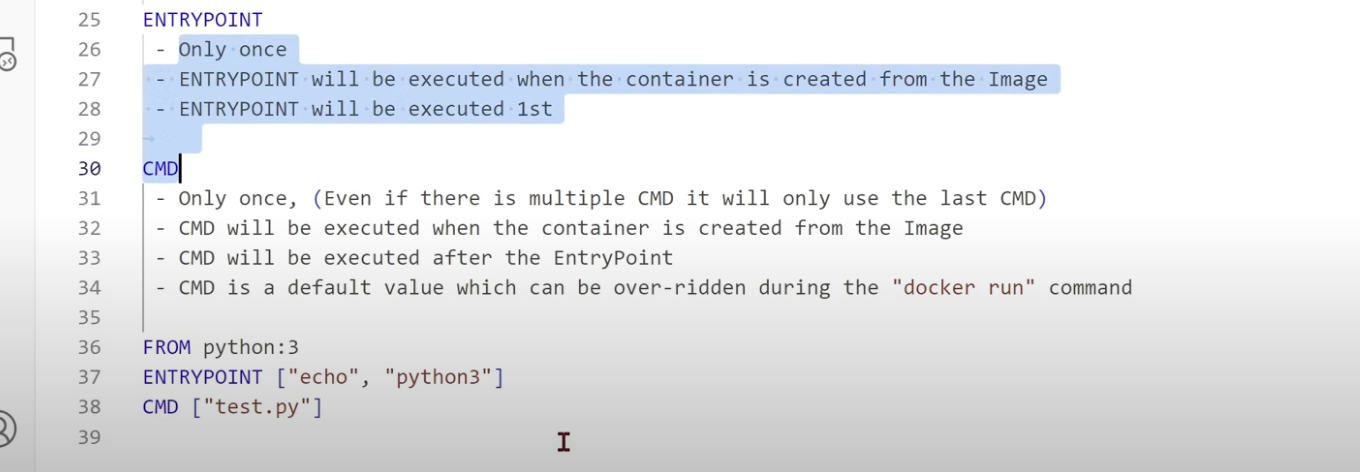 25 ENTRYPOINT
26 - Only once
27 - ENTRYPOINT will be executed when the container is created from the Image
28 - ENTRYPOINT will be executed 1st
29
30 CMD
31 - Only once, (Even if there is multiple CMD it will only use the last CMD)
32 - CMD will be executed when the container is created from the Image
33 - CMD will be executed after the EntryPoint
34 - CMD is a default value which can be over-ridden during the "docker run" command
35
36 FROM python:3
37 ENTRYPOINT ["echo", "python3"]
38 CMD ["test.py"]
39